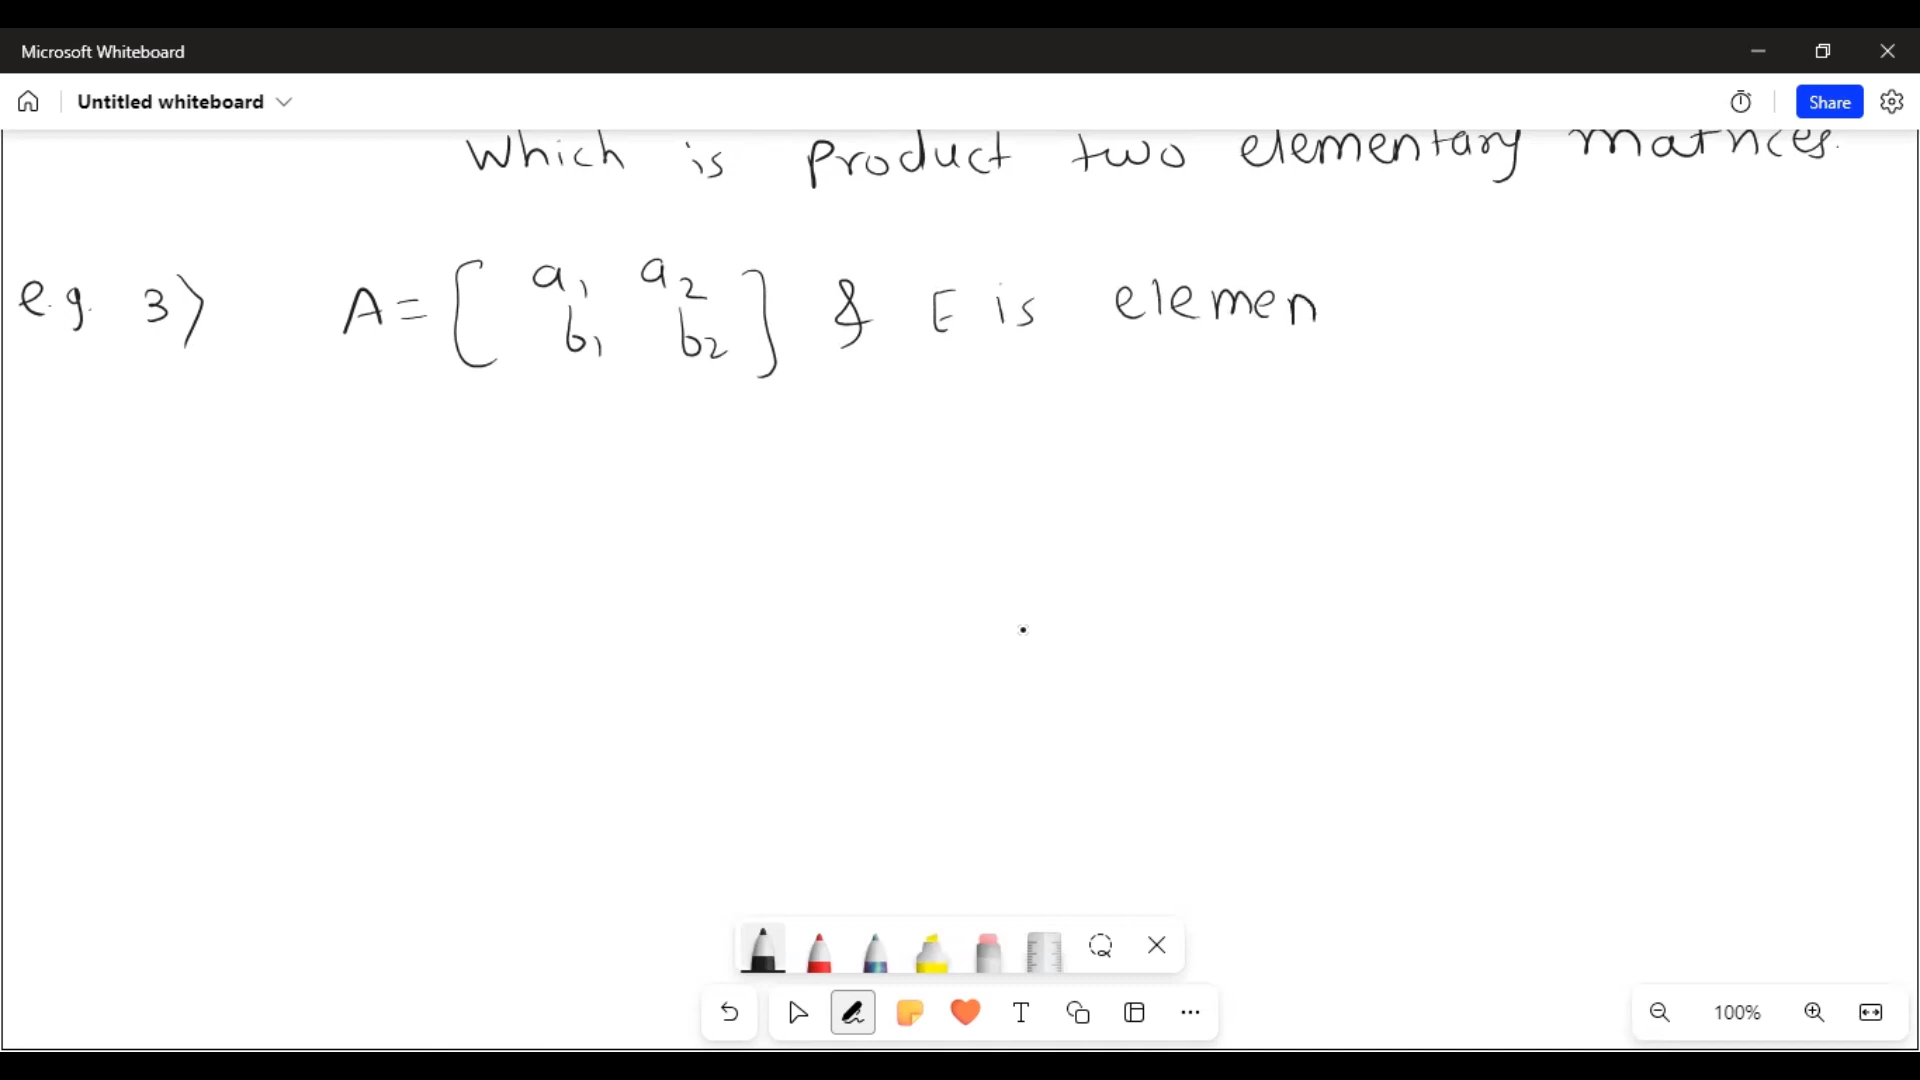 Microsoft Whiteboard
Untitled whiteboard
Share
which is product two elementary matrices.
e.g. 3) A = [ a1 a2 ] & E is elemen
b1 b2
100%